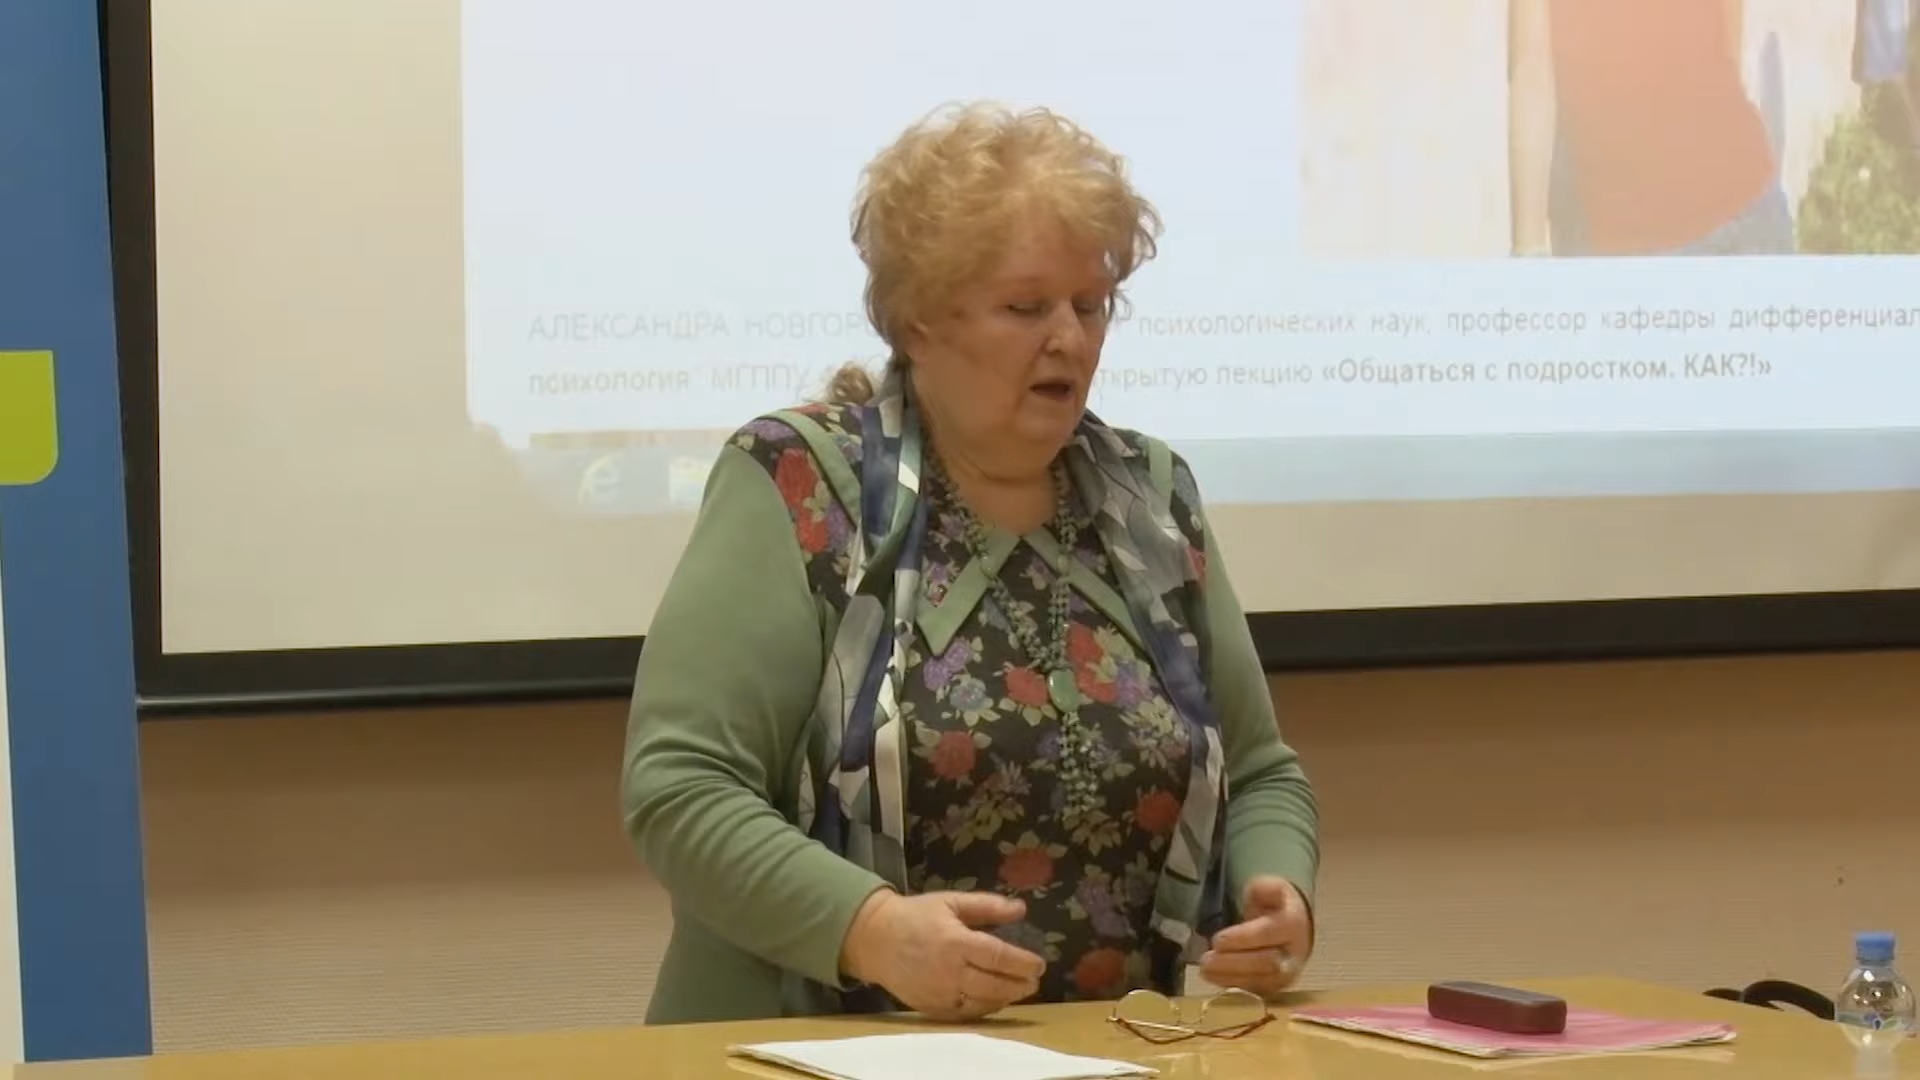 АЛЕКСАНДРА НОВГОР психологических наук, профессор кафедры дифференциал
психология" МГППУ открытую лекцию «Общаться с подростком. КАК?!»